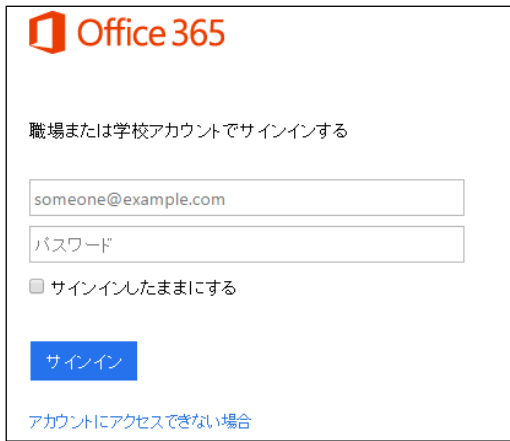 Office 365
職場または学校アカウントでサインインする
someone@example.com
パスワード
サインインしたままにする
サインイン
アカウントにアクセスできない場合